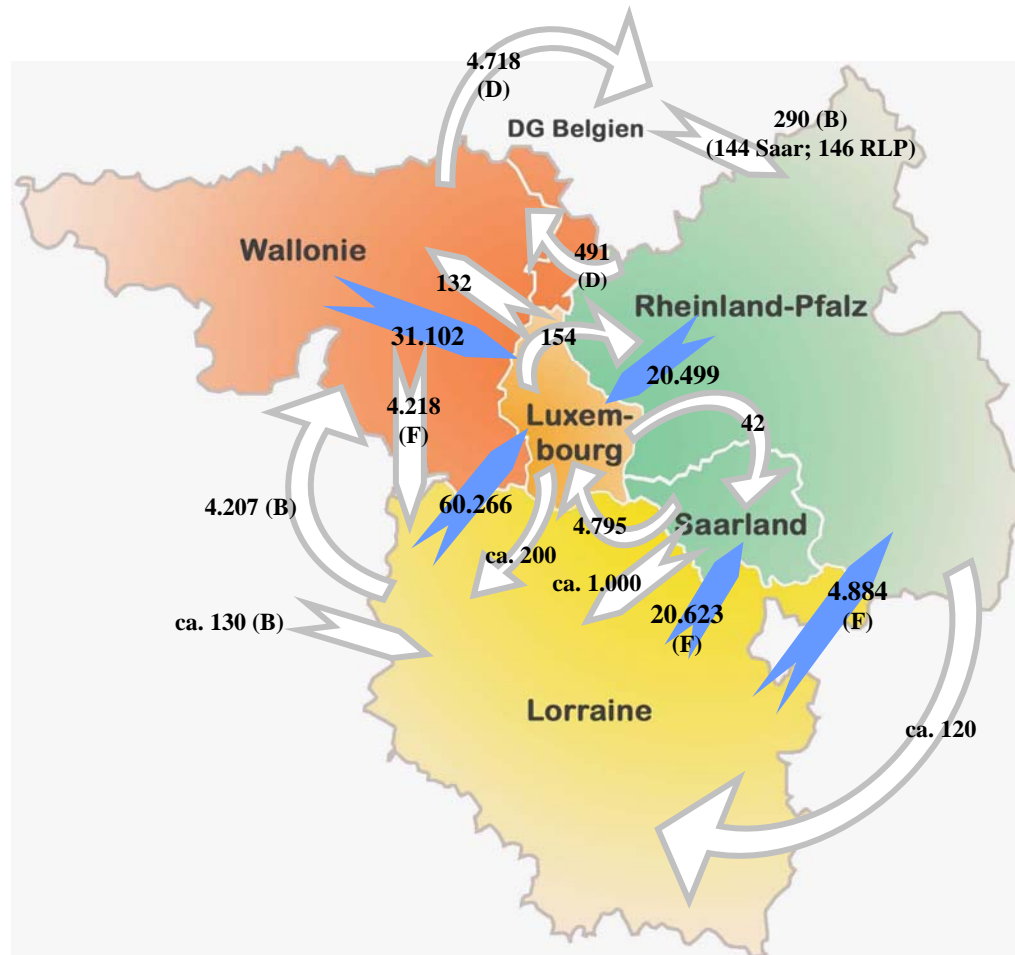 4.718
(D)
DG Belgien
290 (B)
(144 Saar; 146 RLP)
Wallonie
491
(D)
132
Rheinland-Pfalz
31.102
154
20.499
4.218
(F)
Luxem-
bourg
42
4.207 (B)
60.266
4.795
Saarland
ca. 200
ca. 1.000
4.884
(F)
ca. 130 (B)
20.623
(F)
Lorraine
ca. 120